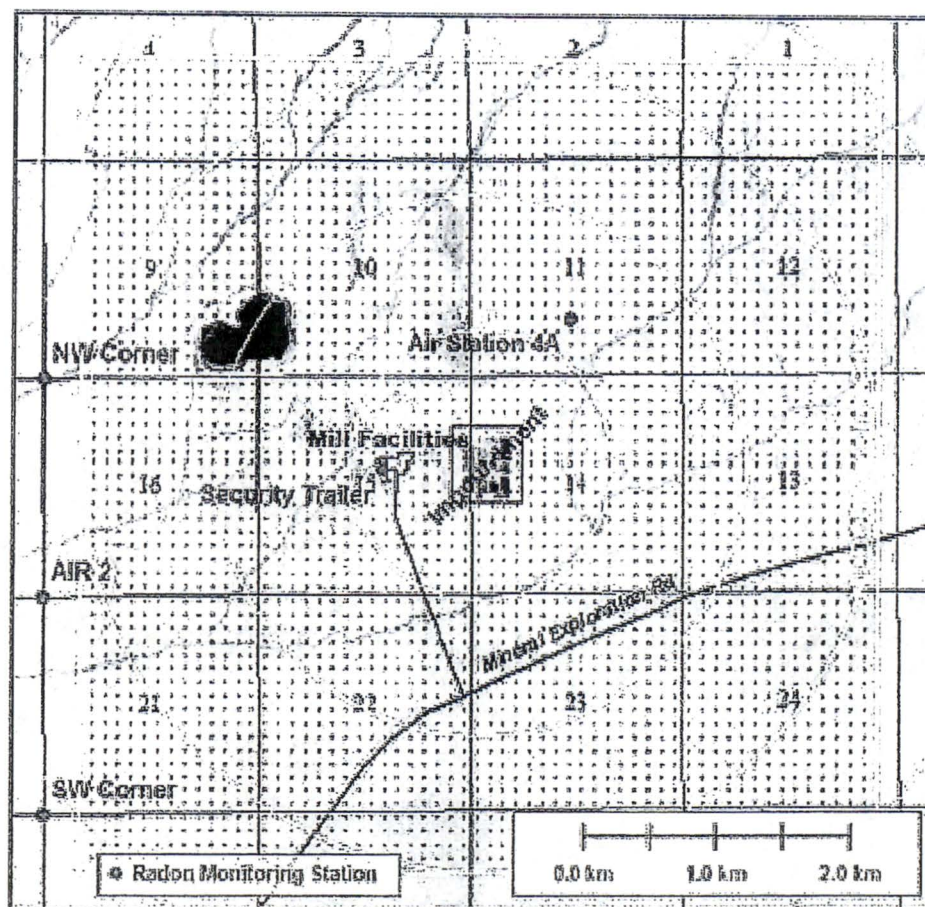 4 3 2 1
9 10 11 12
Air Station 4A
NW Corner
Mill Facilities
Impoundment
16 15 14 13
Security Trailer
AIR 2
Mineral Exploration Rd
21 22 23 24
SW Corner
Radon Monitoring Station
0.0 km 1.0 km 2.0 km